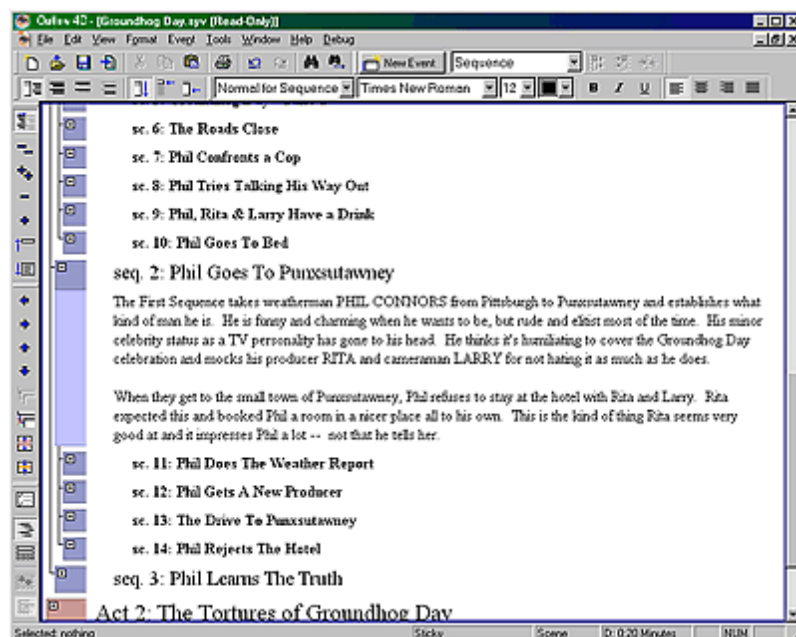 Outline 4D - [Groundhog Day.syv [Read-Only]]
File Edit View Format Event Tools Window Help Debug
New Event Sequence
Normal for Sequence Times New Roman 12 B I U
sc. 6: The Roads Close
sc. 7: Phil Confronts a Cop
sc. 8: Phil Tries Talking His Way Out
sc. 9: Phil, Rita & Larry Have a Drink
sc. 10: Phil Goes To Bed
seq. 2: Phil Goes To Punxsutawney
The First Sequence takes weatherman PHIL CONNORS from Pittsburgh to Punxsutawney and establishes what
kind of man he is. He is funny and charming when he wants to be, but rude and elitist most of the time. His minor
celebrity status as a TV personality has gone to his head. He thinks it's humiliating to cover the Groundhog Day
celebration and mocks his producer RITA and cameraman LARRY for not hating it as much as he does.
When they get to the small town of Punxsutawney, Phil refuses to stay at the hotel with Rita and Larry. Rita
expected this and booked Phil a room in a nicer place all to his own. This is the kind of thing Rita seems very
good at and it impresses Phil a lot -- not that he tells her.
sc. 11: Phil Does The Weather Report
sc. 12: Phil Gets A New Producer
sc. 13: The Drive To Punxsutawney
sc. 14: Phil Rejects The Hotel
seq. 3: Phil Learns The Truth
Act 2: The Tortures of Groundhog Day
Selected: nothing Sticky Scene D: 0:20 Minutes NUM